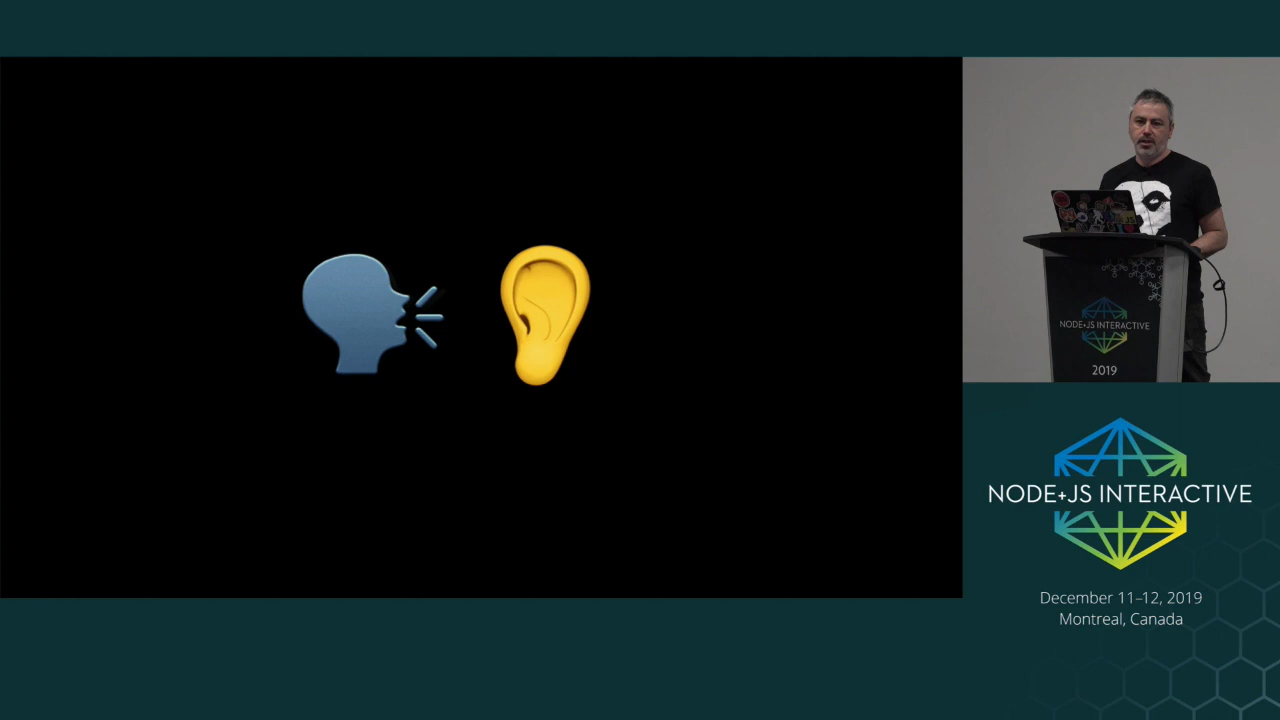 NODE+JS INTERACTIVE
2019
NODE+JS INTERACTIVE
December 11–12, 2019
Montreal, Canada